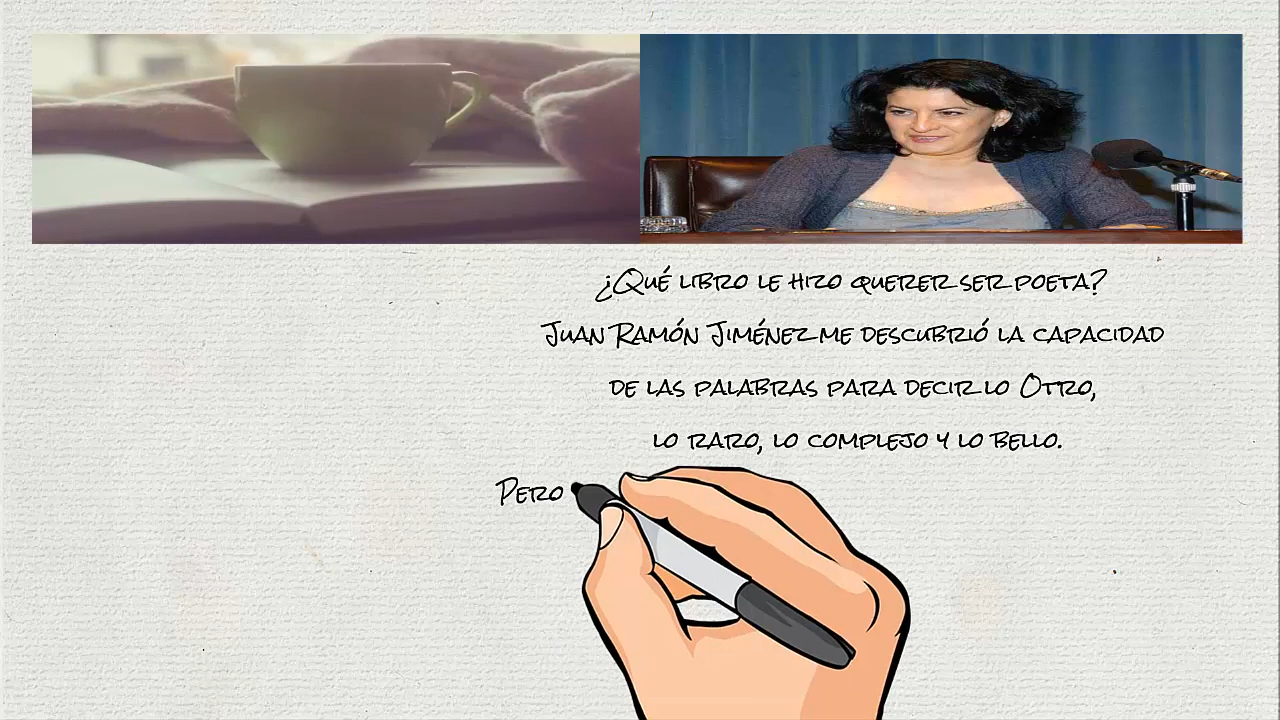 ¿Qué libro le hizo querer ser poeta?
Juan Ramón Jiménez me descubrió la capacidad
de las palabras para decir lo Otro,
lo raro, lo complejo y lo bello.
Pero